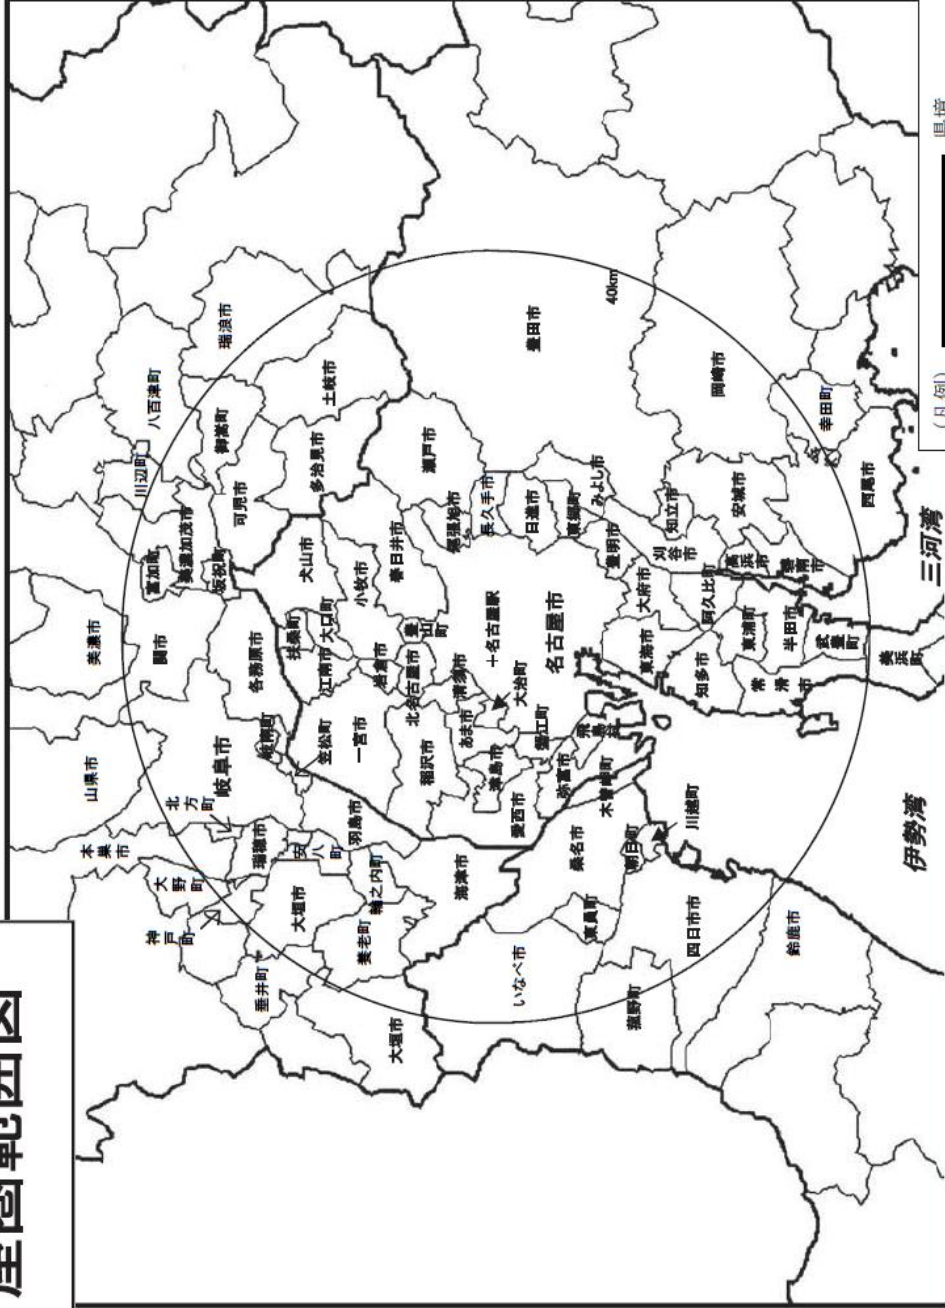 産圏範囲図
美濃市
山県市
本巣市
関市
富加町
川辺町
八百津町
美濃加茂市
坂祝町
瑞浪市
御嵩町
可児市
岐阜市
各務原市
北方町
大野町
神戸町
岐南町
瑞穂市
笠松町
安八町
大垣市
垂井町
羽島市
輪之内町
養老町
大垣市
海津市
土岐市
多治見市
犬山市
扶桑町
大口町
江南市
小牧市
一宮市
岩倉市
春日井市
豊山町
北名古屋市
稲沢市
清須市
あま市
瀬戸市
尾張旭市
長久手市
日進市
東郷町
みよし市
豊田市
40km
+名古屋駅
名古屋市
大治町
津島市
愛西市
蟹江町
弥富市
飛島村
木曽岬町
桑名市
東員町
いなべ市
朝日町
川越町
四日市市
菰野町
鈴鹿市
豊明市
大府市
東海市
知多市
刈谷市
知立市
岡崎市
安城市
阿久比町
東浦町
高浜市
碧南市
半田市
常滑市
武豊町
美浜町
幸田町
西尾市
三河湾
伊勢湾
(凡例)
県境